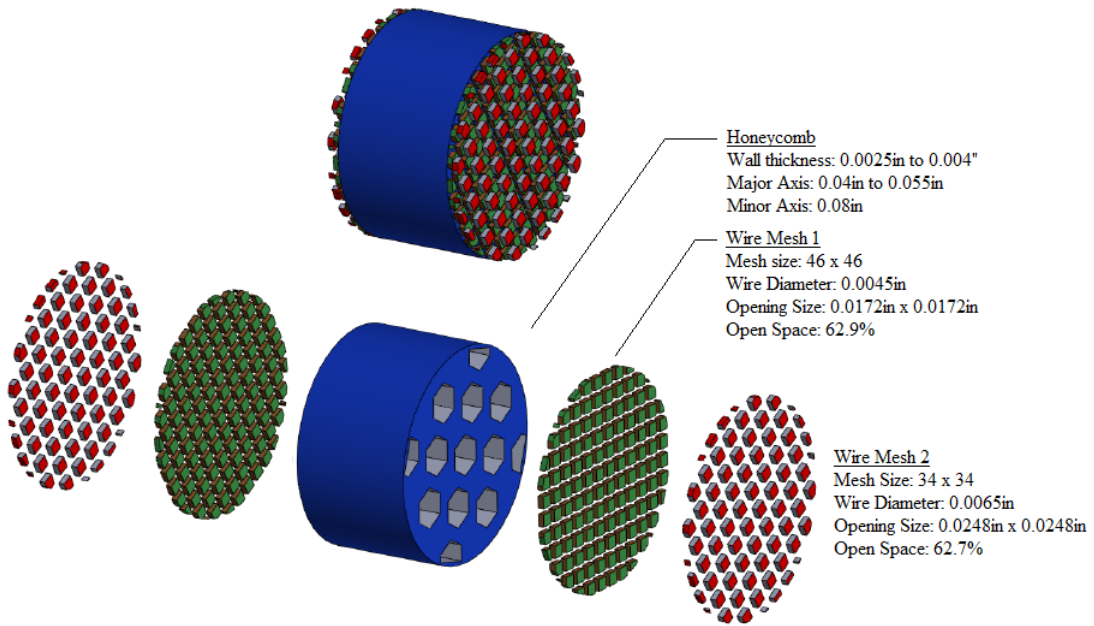 Honeycomb
Wall thickness: 0.0025in to 0.004"
Major Axis: 0.04in to 0.055in
Minor Axis: 0.08in
Wire Mesh 1
Mesh size: 46 x 46
Wire Diameter: 0.0045in
Opening Size: 0.0172in x 0.0172in
Open Space: 62.9%
Wire Mesh 2
Mesh Size: 34 x 34
Wire Diameter: 0.0065in
Opening Size: 0.0248in x 0.0248in
Open Space: 62.7%